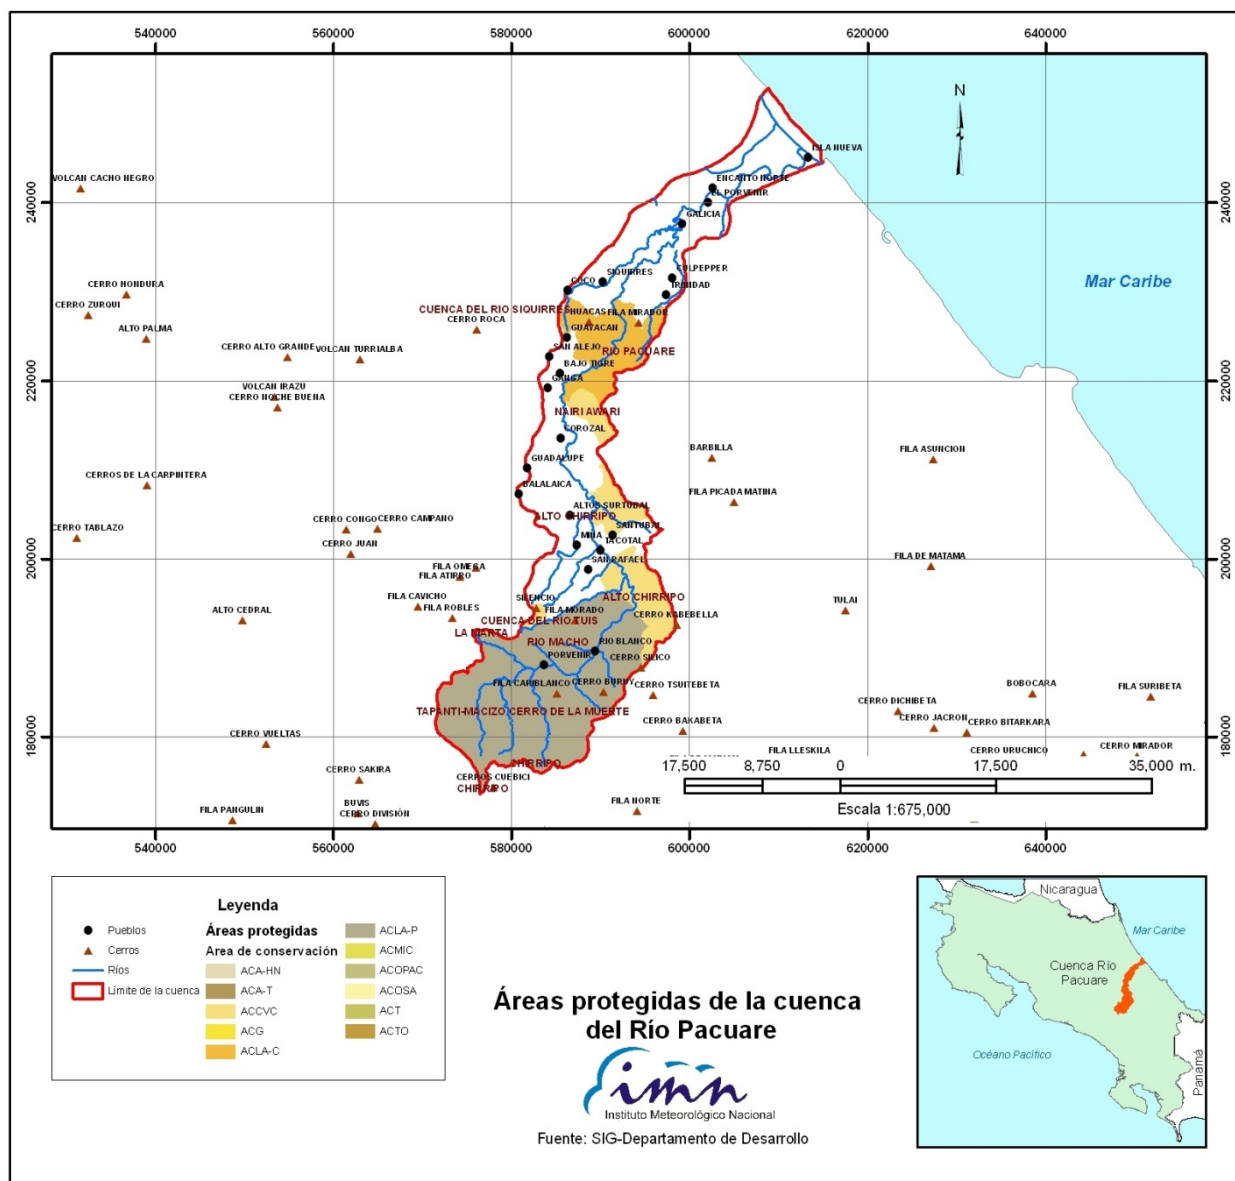 540000 560000 580000 600000 620000 640000
N
ISLA NUEVA
VOLCAN CACHO NEGRO
ENCANTO NORTE
EL PORVENIR
240000
240000
GALICIA
CULPEPPER
SIQUIRRES
COCO
TRINIDAD
Mar Caribe
CERRO HONDURA
CERRO ZURQUI
CUENCA DEL RIO SIQUIRRES
HUACAS
FILA MIRADOR
CERRO ROCA
ALTO PALMA
GUAYACAN
CERRO ALTO GRANDE
VOLCAN TURRIALBA
SAN ALEJO
RIO PACUARE
BAJO TIGRE
GANGA
220000
220000
VOLCAN IRAZU
CERRO NOCHE BUENA
NAIRI AWARI
COROZAL
BARBILLA
FILA ASUNCION
GUADALUPE
CERROS DE LA CARPINTERA
BALALAICA
FILA PICADA MATINA
ALTOS SURTUBAL
ALTO CHIRRIPO
CERRO TABLAZO
CERRO CONGO
CERRO CAMPANO
SANTUBAL
MINA
TACOTAL
CERRO JUAN
200000
200000
FILA OMEGA
SAN RAFAEL
FILA DE MATAMA
FILA ATIRRO
FILA CAVICHO
SILENCIO
ALTO CHIRRIPO
TULAI
ALTO CEDRAL
FILA ROBLES
FILA MORADO
CERRO KABEBELLA
CUENCA DEL RIO TUIS
LA MARTA
RIO MACHO
RIO BLANCO
PORVENIR
CERRO SILICO
FILA CARIBLANCO
CERRO BURNY
CERRO TSUITEBETA
BOBOCARA
FILA SURIBETA
CERRO DICHIBETA
TAPANTI-MACIZO CERRO DE LA MUERTE
CERRO BAKABETA
CERRO JACRON
CERRO BITARKARA
180000
180000
CERRO VUELTAS
FILA LLESKILA
CERRO URUCHICO
CERRO MIRADOR
CHIRRIPO
17,500 8,750 0 17,500 35,000 m.
CERRO SAKIRA
CERROS CUERICI
CHIRRIPO
Escala 1:675,000
FILA PANGULIN
BUVIS
CERRO DIVISIÓN
FILA NORTE
540000 560000 580000 600000 620000 640000
Leyenda
Pueblos
Cerros
Ríos
Límite de la cuenca
Áreas protegidas
Area de conservación
ACA-HN
ACA-T
ACCVC
ACG
ACLA-C
ACLA-P
ACMIC
ACOPAC
ACOSA
ACT
ACTO
Áreas protegidas de la cuenca
del Río Pacuare
imn
Instituto Meteorológico Nacional
Fuente: SIG-Departamento de Desarrollo
Nicaragua
Mar Caribe
Cuenca Río
Pacuare
Océano Pacífico
Panamá